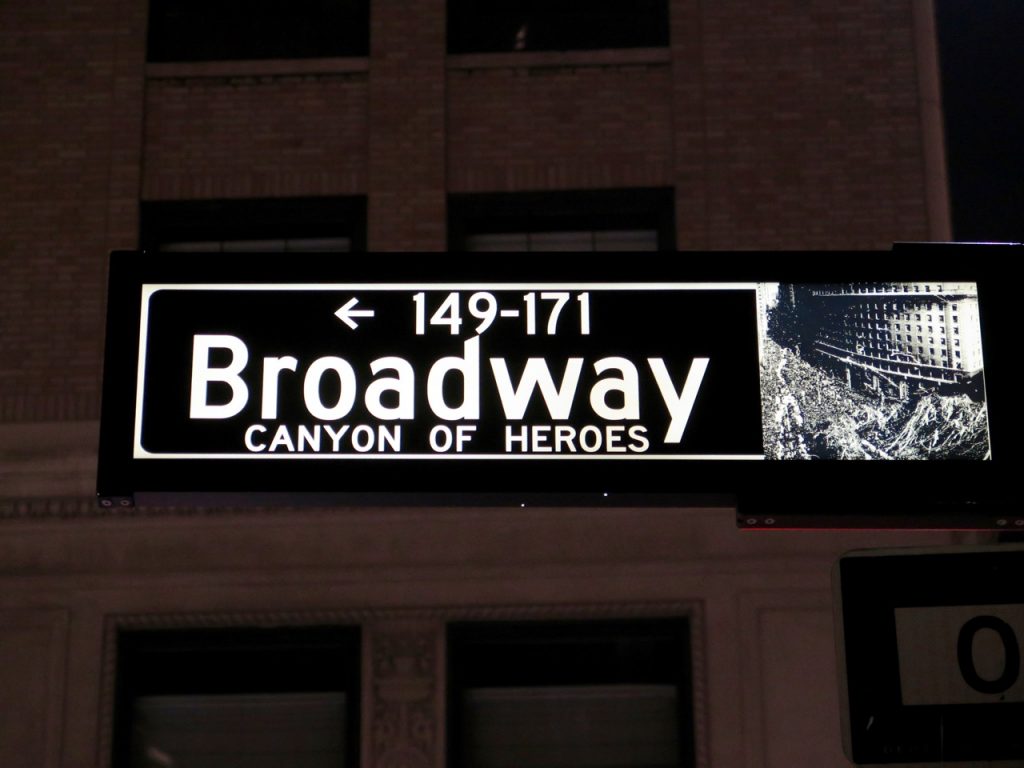 ← 149-171
Broadway
CANYON OF HEROES
O